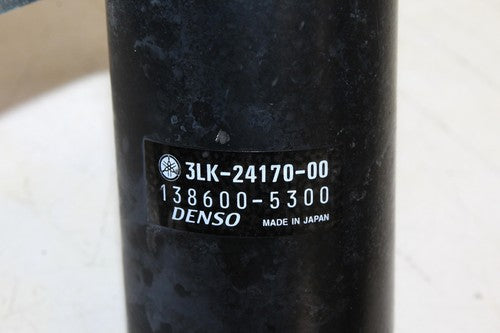 3LK-24170-00
138600-5300
DENSO MADE IN JAPAN